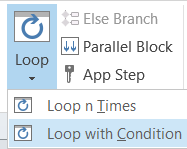 Loop
Else Branch
Parallel Block
App Step
Loop n Times
Loop with Condition